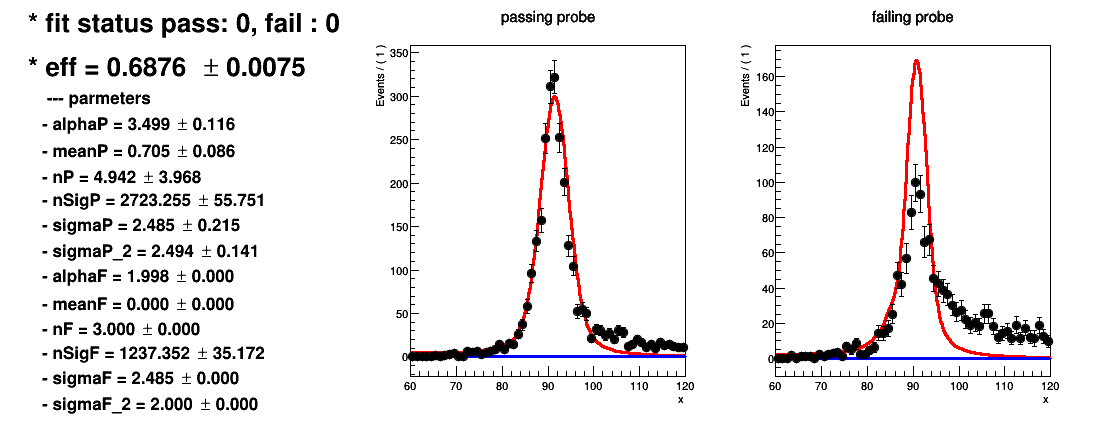 * fit status pass: 0, fail : 0
* eff = 0.6876 ± 0.0075
--- parmeters
- alphaP = 3.499 ± 0.116
- meanP = 0.705 ± 0.086
- nP = 4.942 ± 3.968
- nSigP = 2723.255 ± 55.751
- sigmaP = 2.485 ± 0.215
- sigmaP_2 = 2.494 ± 0.141
- alphaF = 1.998 ± 0.000
- meanF = 0.000 ± 0.000
- nF = 3.000 ± 0.000
- nSigF = 1237.352 ± 35.172
- sigmaF = 2.485 ± 0.000
- sigmaF_2 = 2.000 ± 0.000
passing probe
Events / ( 1 )
350
300
250
200
150
100
50
0
60 70 80 90 100 110 120
x
failing probe
Events / ( 1 )
160
140
120
100
80
60
40
20
0
60 70 80 90 100 110 120
x